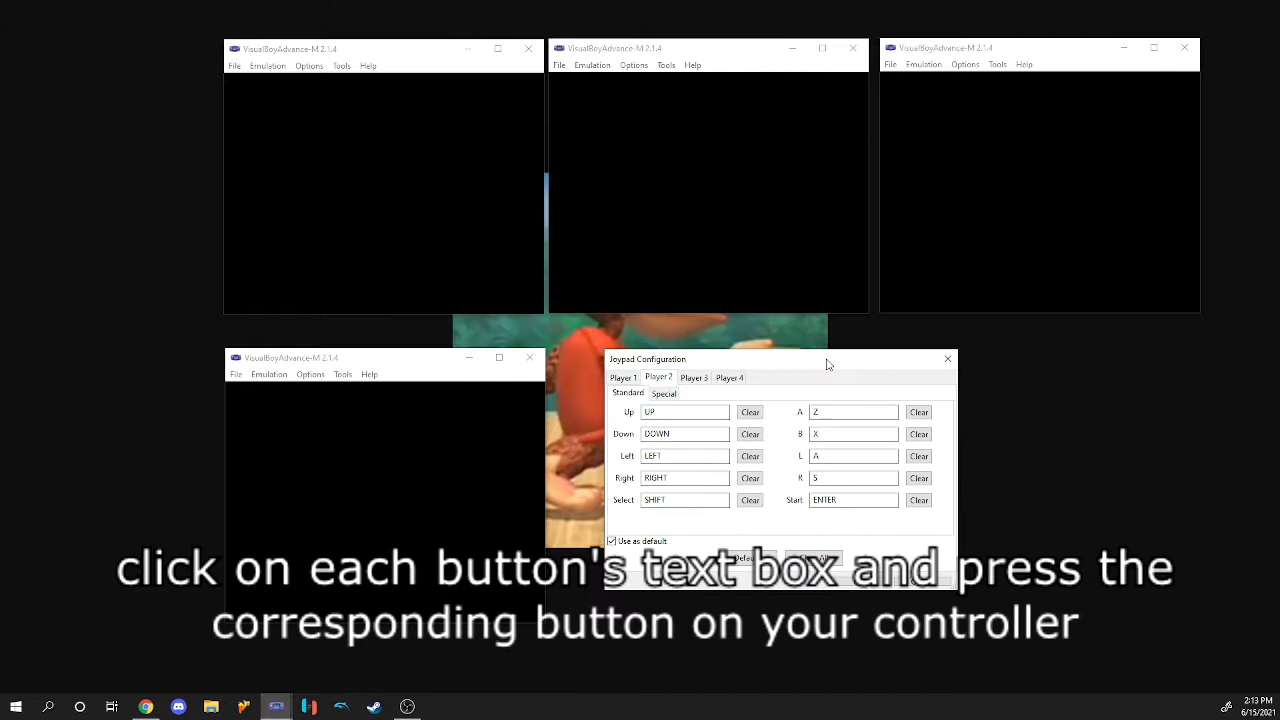 VisualBoyAdvance-M 2.1.4
File Emulation Options Tools Help
VisualBoyAdvance-M 2.1.4
File Emulation Options Tools Help
VisualBoyAdvance-M 2.1.4
File Emulation Options Tools Help
VisualBoyAdvance-M 2.1.4
File Emulation Options Tools Help
Joypad Configuration
Player 1 Player 2 Player 3 Player 4
Standard Special
Up UP Clear A Z Clear
Down DOWN Clear B X Clear
Left LEFT Clear L A Clear
Right RIGHT Clear R S Clear
Select SHIFT Clear Start ENTER Clear
Use as default
click on each button's text box and press the
corresponding button on your controller
2:13 PM
6/15/2021